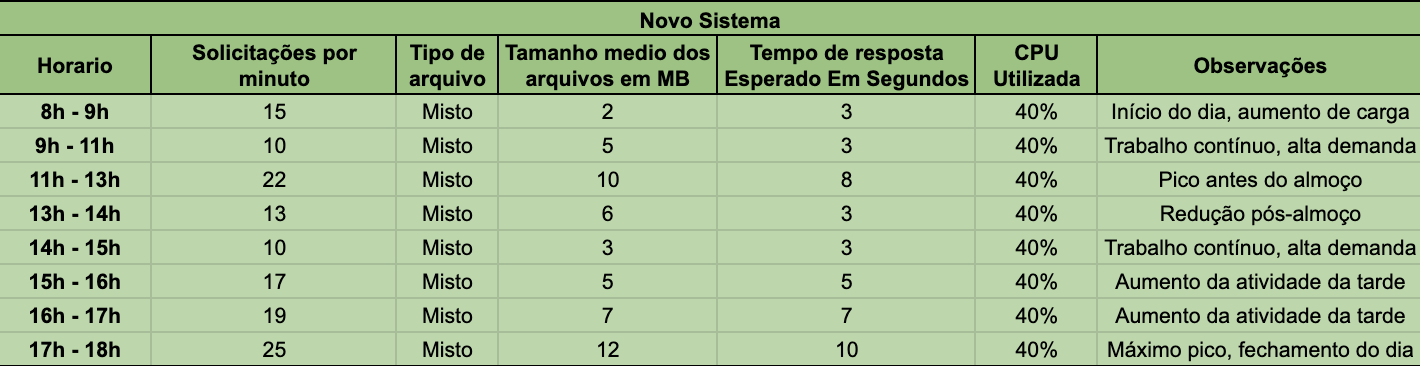 Novo Sistema
Horario | Solicitações por minuto | Tipo de arquivo | Tamanho medio dos arquivos em MB | Tempo de resposta Esperado Em Segundos | CPU Utilizada | Observações
8h - 9h | 15 | Misto | 2 | 3 | 40% | Início do dia, aumento de carga
9h - 11h | 10 | Misto | 5 | 3 | 40% | Trabalho contínuo, alta demanda
11h - 13h | 22 | Misto | 10 | 8 | 40% | Pico antes do almoço
13h - 14h | 13 | Misto | 6 | 3 | 40% | Redução pós-almoço
14h - 15h | 10 | Misto | 3 | 3 | 40% | Trabalho contínuo, alta demanda
15h - 16h | 17 | Misto | 5 | 5 | 40% | Aumento da atividade da tarde
16h - 17h | 19 | Misto | 7 | 7 | 40% | Aumento da atividade da tarde
17h - 18h | 25 | Misto | 12 | 10 | 40% | Máximo pico, fechamento do dia